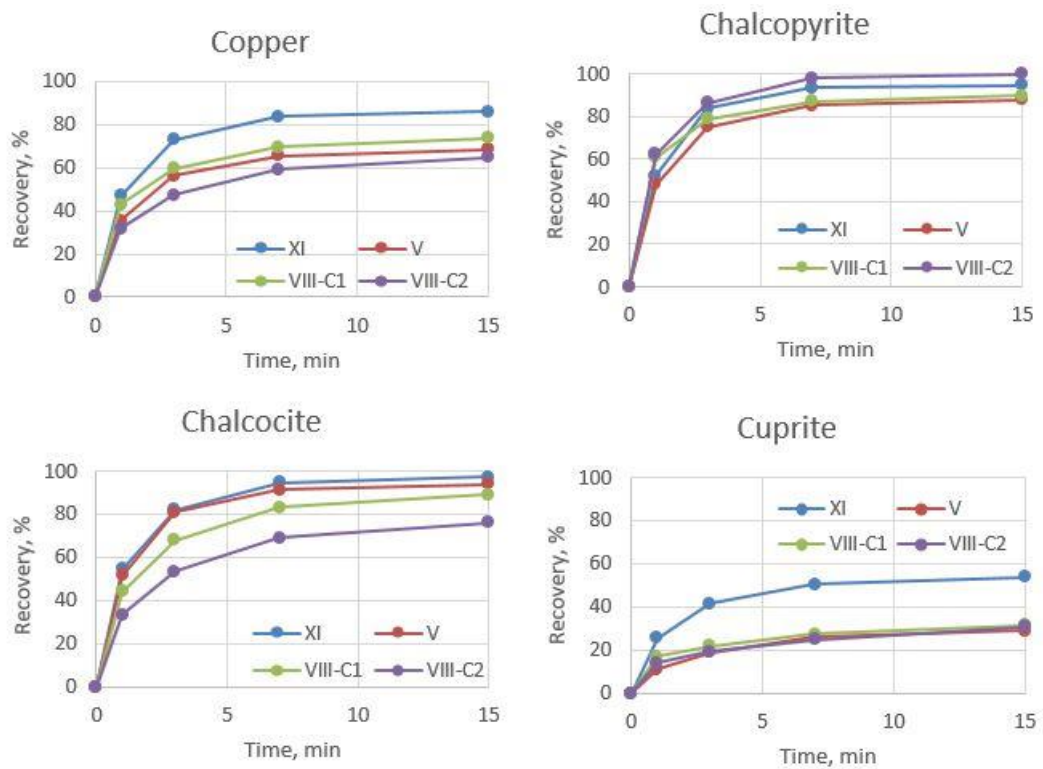 Copper
100
80
60
40
20
0
Recovery, %
XI V
VIII-C1 VIII-C2
0 5 10 15
Time, min
Chalcopyrite
100
80
60
40
20
0
Recovery, %
XI V
VIII-C1 VIII-C2
0 5 10 15
Time, min
Chalcocite
100
80
60
40
20
0
Recovery, %
XI V
VIII-C1 VIII-C2
0 5 10 15
Time, min
Cuprite
100
80
60
40
20
0
Recovery, %
XI V
VIII-C1 VIII-C2
0 5 10 15
Time, min